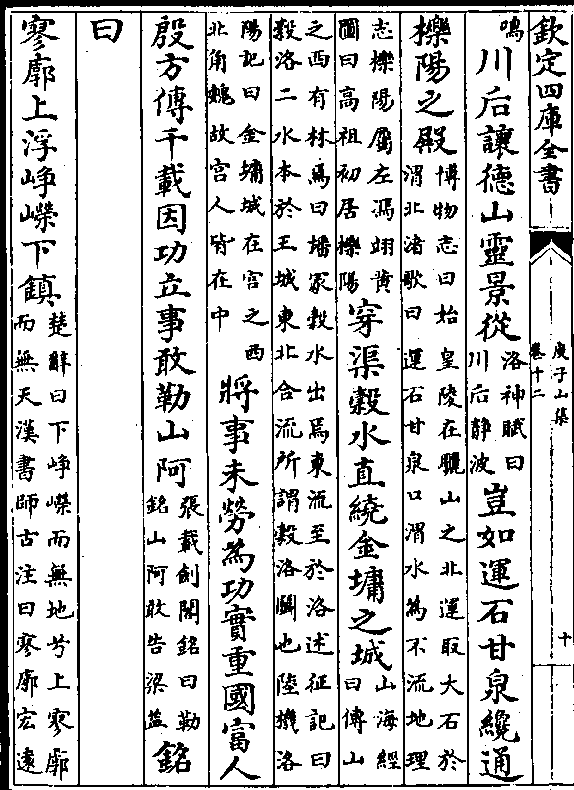 欽定四庫全書
庾子山集
卷十二
十
鳴川后讓德山靈景從洛神賦曰川后靜波豈如運石甘泉纔通
櫟陽之殿博物志曰始皇陵在驪山之北運取大石於渭北渚歌曰運石甘泉口渭水為不流地理
志櫟陽屬左馮翊黄圖曰高祖初居櫟陽穿渠穀水直繞金墉之城山海經曰傅山
之西有林焉曰墦冢穀水出焉東流至於洛述征記曰穀洛二水本於王城東北合流所謂穀洛鬭也陸機洛
陽記曰金墉城在宫之西北角魏故宫人皆在中將事未勞為功實重國富人
殷方傳千載因功立事敢勒山阿張載劍閣銘曰勒銘山阿敢告梁益銘
曰
寥廓上浮崢嶸下鎮楚辭曰下崢嶸而無地兮上寥廓而無天漢書師古注曰寥廓宏遠